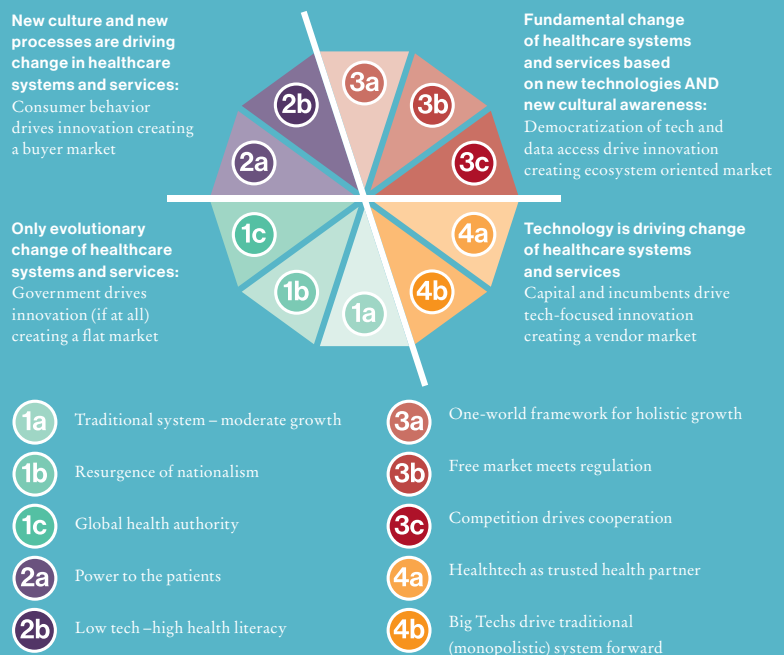 New culture and new
processes are driving
change in healthcare
systems and services:
Consumer behavior
drives innovation creating
a buyer market
Fundamental change
of healthcare systems
and services based
on new technologies AND
new cultural awareness:
Democratization of tech and
data access drive innovation
creating ecosystem oriented market
3a
2b
3b
2a
3c
1c
4a
1b
4b
1a
Only evolutionary
change of healthcare
systems and services:
Government drives
innovation (if at all)
creating a flat market
Technology is driving change
of healthcare systems
and services
Capital and incumbents drive
tech-focused innovation
creating a vendor market
1a Traditional system – moderate growth
1b Resurgence of nationalism
1c Global health authority
2a Power to the patients
2b Low tech –high health literacy
3a One-world framework for holistic growth
3b Free market meets regulation
3c Competition drives cooperation
4a Healthtech as trusted health partner
4b Big Techs drive traditional
(monopolistic) system forward